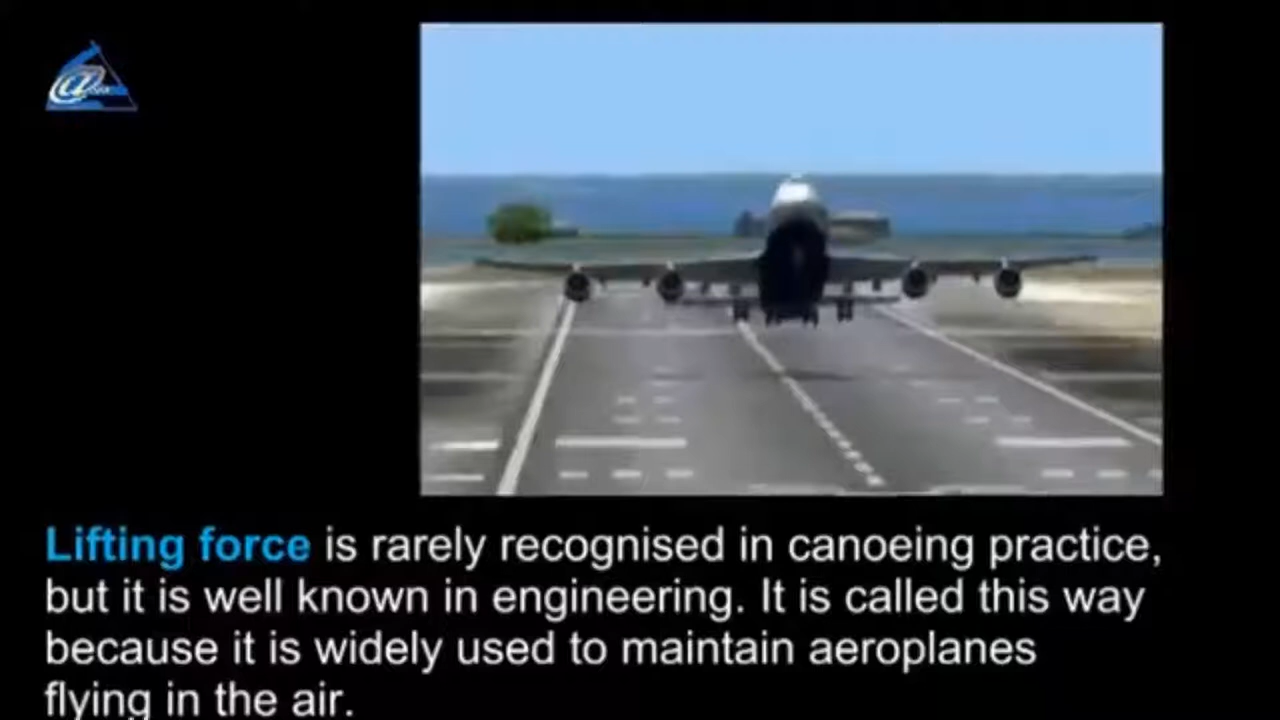 Lifting force is rarely recognised in canoeing practice,
but it is well known in engineering. It is called this way
because it is widely used to maintain aeroplanes
flying in the air.